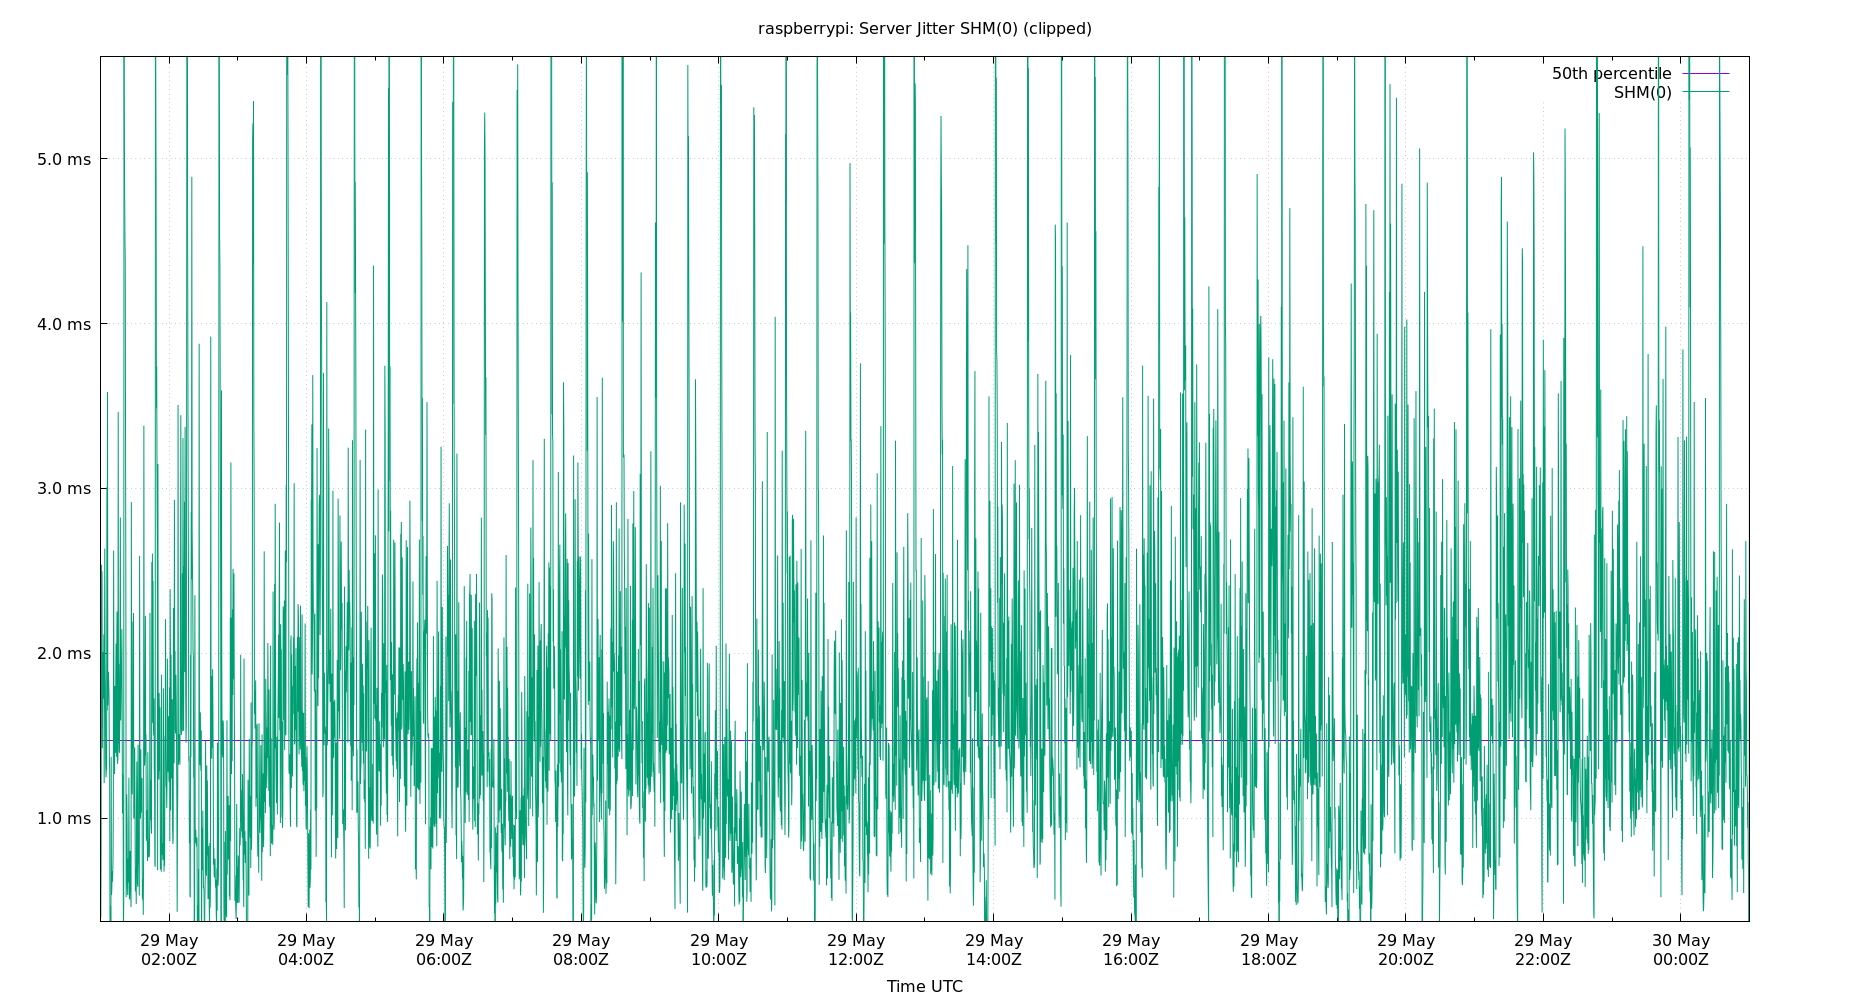 raspberrypi: Server Jitter SHM(0) (clipped)
50th percentile
SHM(0)
5.0 ms
4.0 ms
3.0 ms
2.0 ms
1.0 ms
29 May 29 May 29 May 29 May 29 May 29 May 29 May 29 May 29 May 29 May 29 May 30 May
02:00Z 04:00Z 06:00Z 08:00Z 10:00Z 12:00Z 14:00Z 16:00Z 18:00Z 20:00Z 22:00Z 00:00Z
Time UTC